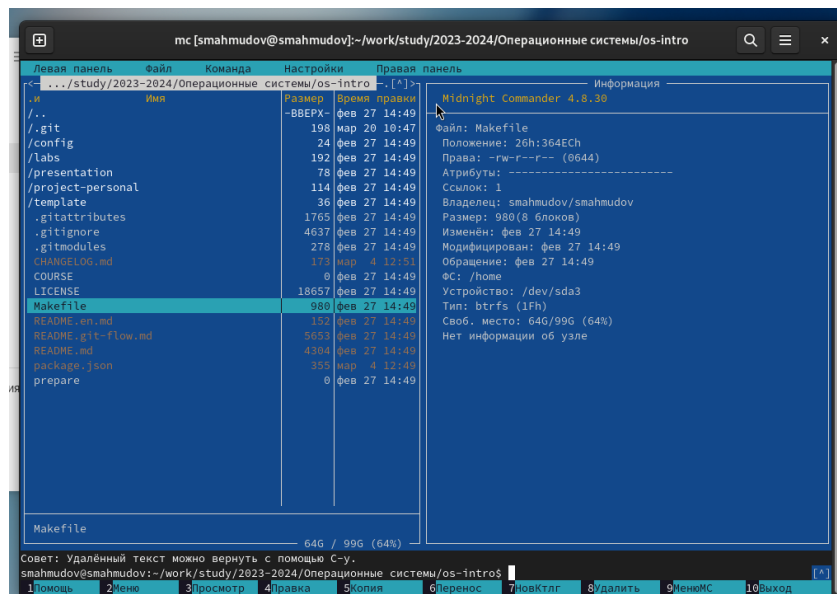 mc [smahmudov@smahmudov]:~/work/study/2023-2024/Операционные системы/os-intro
Левая панель Файл Команда Настройки Правая панель
<- .../study/2023-2024/Операционные системы/os-intro -.[^]>
.и Имя Размер Время правки
/.. -ВВЕРХ- фев 27 14:49
/.git 198 мар 20 10:47
/config 24 фев 27 14:49
/labs 192 фев 27 14:49
/presentation 78 фев 27 14:49
/project-personal 114 фев 27 14:49
/template 36 фев 27 14:49
.gitattributes 1765 фев 27 14:49
.gitignore 4637 фев 27 14:49
.gitmodules 278 фев 27 14:49
CHANGELOG.md 173 мар 4 12:51
COURSE 0 фев 27 14:49
LICENSE 18657 фев 27 14:49
Makefile 980 фев 27 14:49
README.en.md 152 фев 27 14:49
README.git-flow.md 5653 фев 27 14:49
README.md 4304 фев 27 14:49
package.json 355 мар 4 12:49
prepare 0 фев 27 14:49
Makefile
64G / 99G (64%)
Информация
Midnight Commander 4.8.30
Файл: Makefile
Положение: 26h:364ECh
Права: -rw-r--r-- (0644)
Атрибуты: -------------------------
Ссылок: 1
Владелец: smahmudov/smahmudov
Размер: 980(8 блоков)
Изменён: фев 27 14:49
Модифицирован: фев 27 14:49
Обращение: фев 27 14:49
ФС: /home
Устройство: /dev/sda3
Тип: btrfs (1Fh)
Своб. место: 64G/99G (64%)
Нет информации об узле
Совет: Удалённый текст можно вернуть с помощью C-y.
smahmudov@smahmudov:~/work/study/2023-2024/Операционные системы/os-intro$ [^]
1Помощь 2Меню 3Просмотр 4Правка 5Копия 6Перенос 7НовКтлг 8Удалить 9МенюMC 10Выход